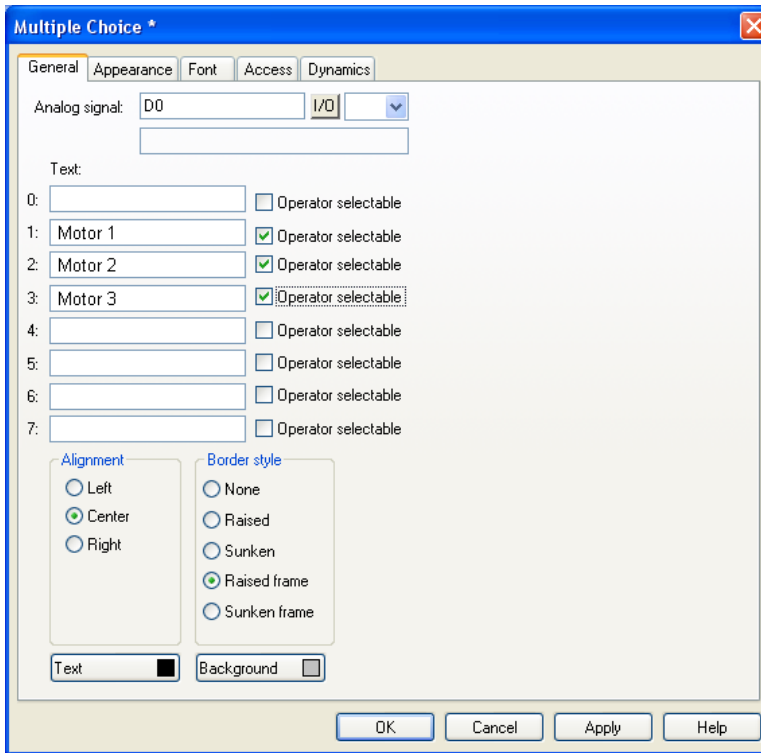 Multiple Choice *
General Appearance Font Access Dynamics
Analog signal: D0 I/O
Text:
0: Operator selectable
1: Motor 1 Operator selectable
2: Motor 2 Operator selectable
3: Motor 3 Operator selectable
4: Operator selectable
5: Operator selectable
6: Operator selectable
7: Operator selectable
Alignment Border style
Left None
Center Raised
Right Sunken
Raised frame
Sunken frame
Text Background
OK Cancel Apply Help